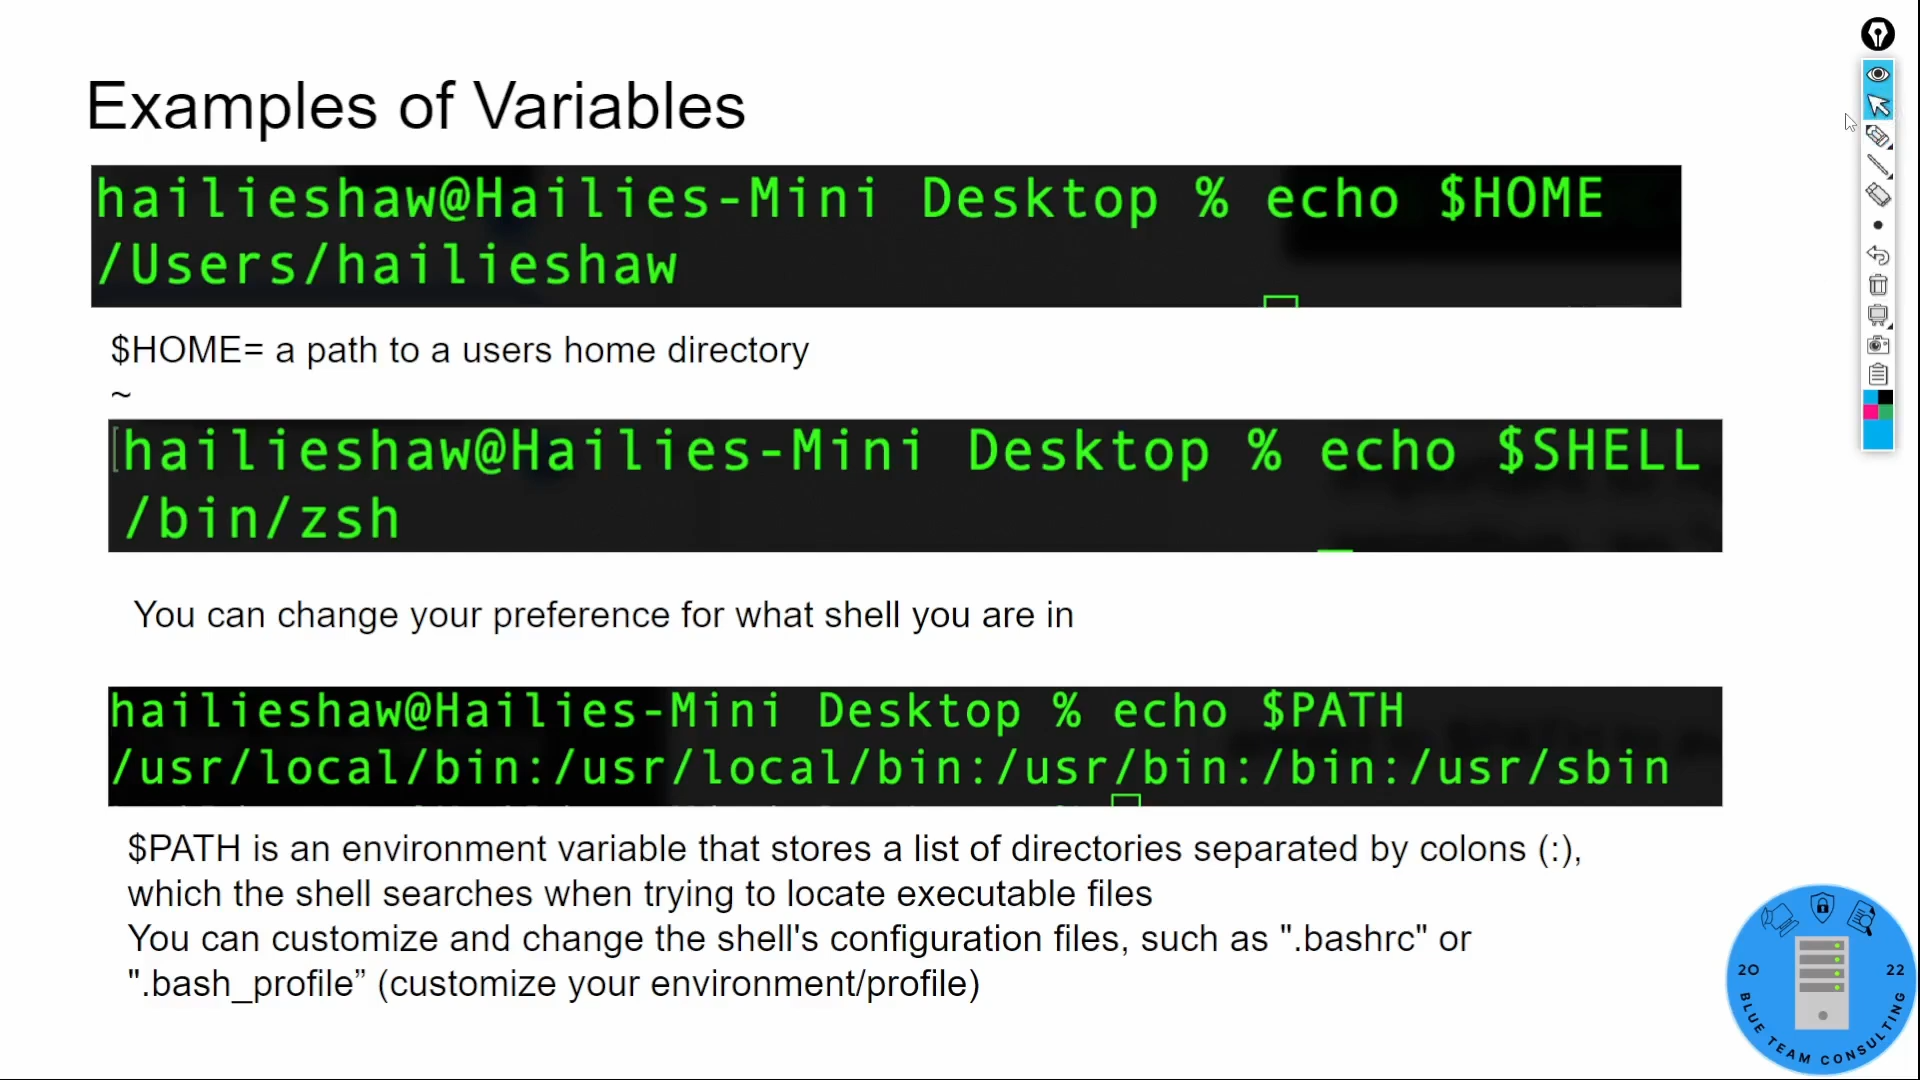 Examples of Variables
hailieshaw@Hailies-Mini Desktop % echo $HOME
/Users/hailieshaw
$HOME= a path to a users home directory
~
hailieshaw@Hailies-Mini Desktop % echo $SHELL
/bin/zsh
You can change your preference for what shell you are in
hailieshaw@Hailies-Mini Desktop % echo $PATH
/usr/local/bin:/usr/local/bin:/usr/bin:/bin:/usr/sbin
$PATH is an environment variable that stores a list of directories separated by colons (:),
which the shell searches when trying to locate executable files
You can customize and change the shell's configuration files, such as ".bashrc" or
".bash_profile” (customize your environment/profile)
20 22
BLUE TEAM CONSULTING